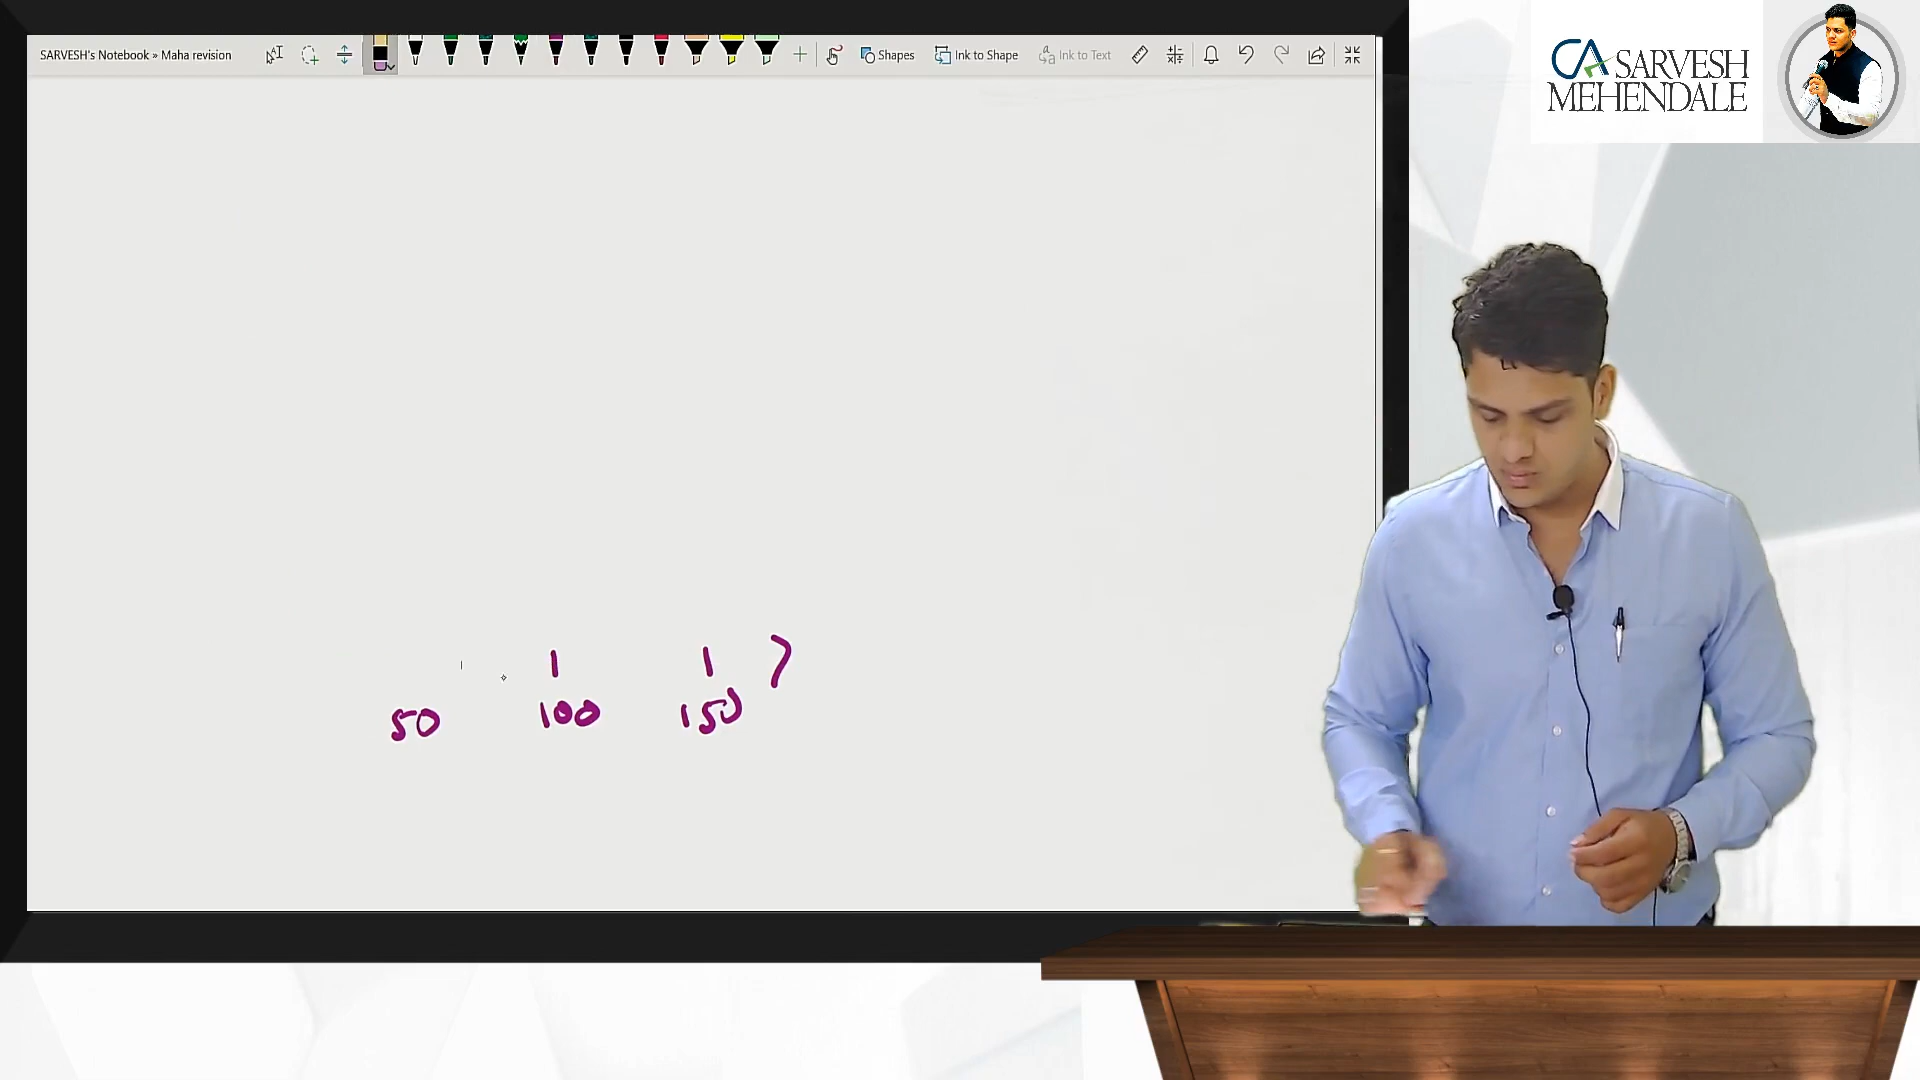 SARVESH's Notebook » Maha revision
Shapes
Ink to Shape
Ink to Text
CA SARVESH
MEHENDALE
1 1 )
50 100 150